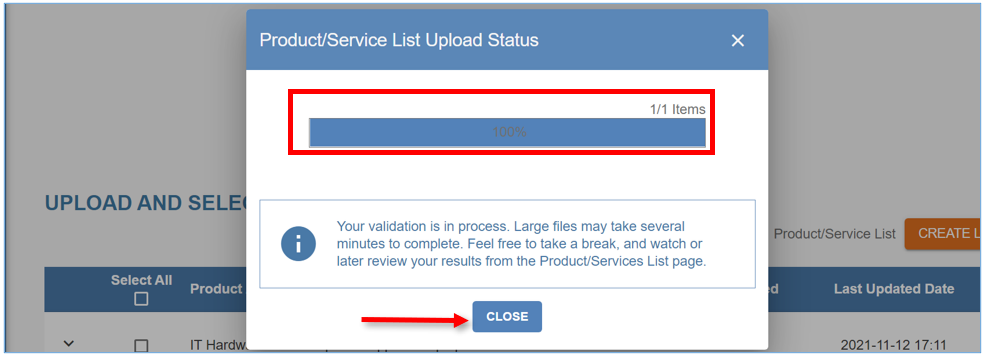 Product/Service List Upload Status
1/1 Items
100%
UPLOAD AND SELE
Your validation is in process. Large files may take several
minutes to complete. Feel free to take a break, and watch or
later review your results from the Product/Services List page.
Product/Service List
CREATE L
Select All
Product
ed
Last Updated Date
CLOSE
IT Hardw
2021-11-12 17:11